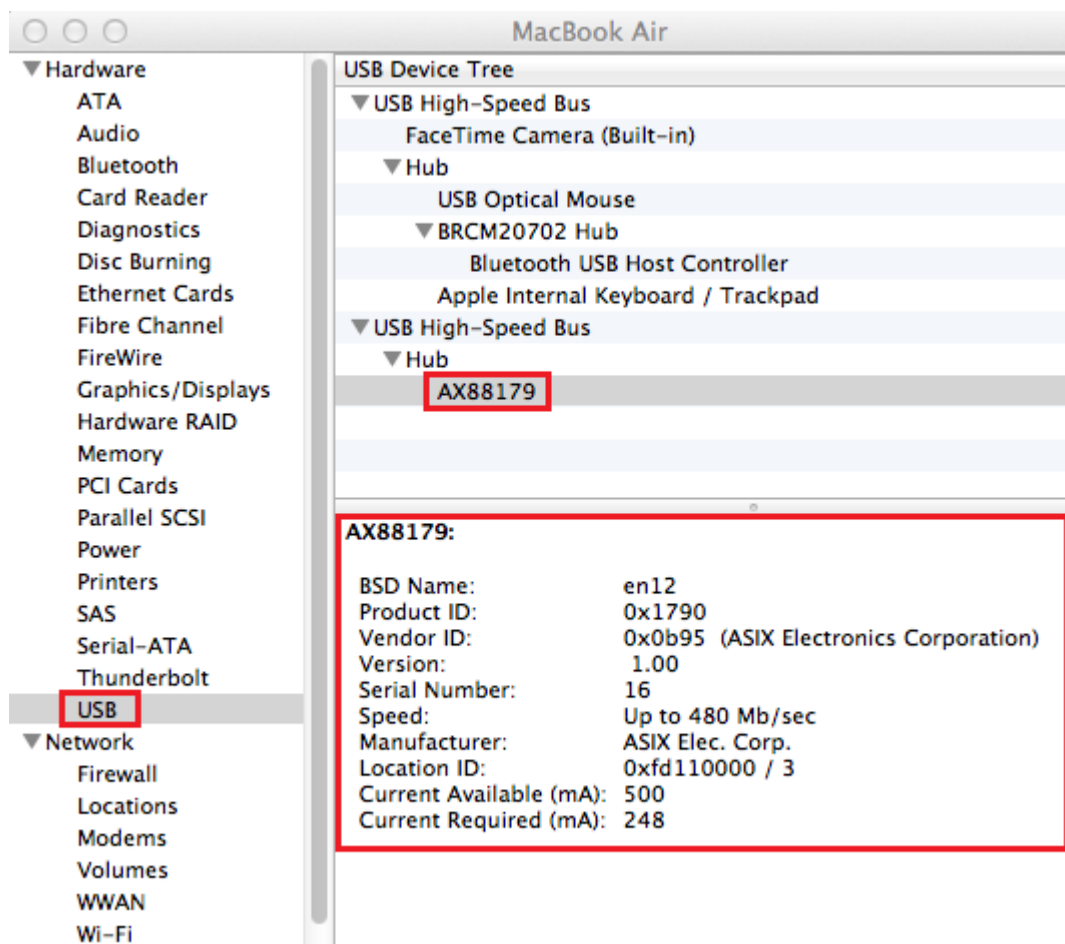 MacBook Air
Hardware
ATA
Audio
Bluetooth
Card Reader
Diagnostics
Disc Burning
Ethernet Cards
Fibre Channel
FireWire
Graphics/Displays
Hardware RAID
Memory
PCI Cards
Parallel SCSI
Power
Printers
SAS
Serial-ATA
Thunderbolt
USB
Network
Firewall
Locations
Modems
Volumes
WWAN
Wi-Fi
USB Device Tree
USB High-Speed Bus
FaceTime Camera (Built-in)
Hub
USB Optical Mouse
BRCM20702 Hub
Bluetooth USB Host Controller
Apple Internal Keyboard / Trackpad
USB High-Speed Bus
Hub
AX88179
AX88179:
BSD Name: en12
Product ID: 0x1790
Vendor ID: 0x0b95 (ASIX Electronics Corporation)
Version: 1.00
Serial Number: 16
Speed: Up to 480 Mb/sec
Manufacturer: ASIX Elec. Corp.
Location ID: 0xfd110000 / 3
Current Available (mA): 500
Current Required (mA): 248